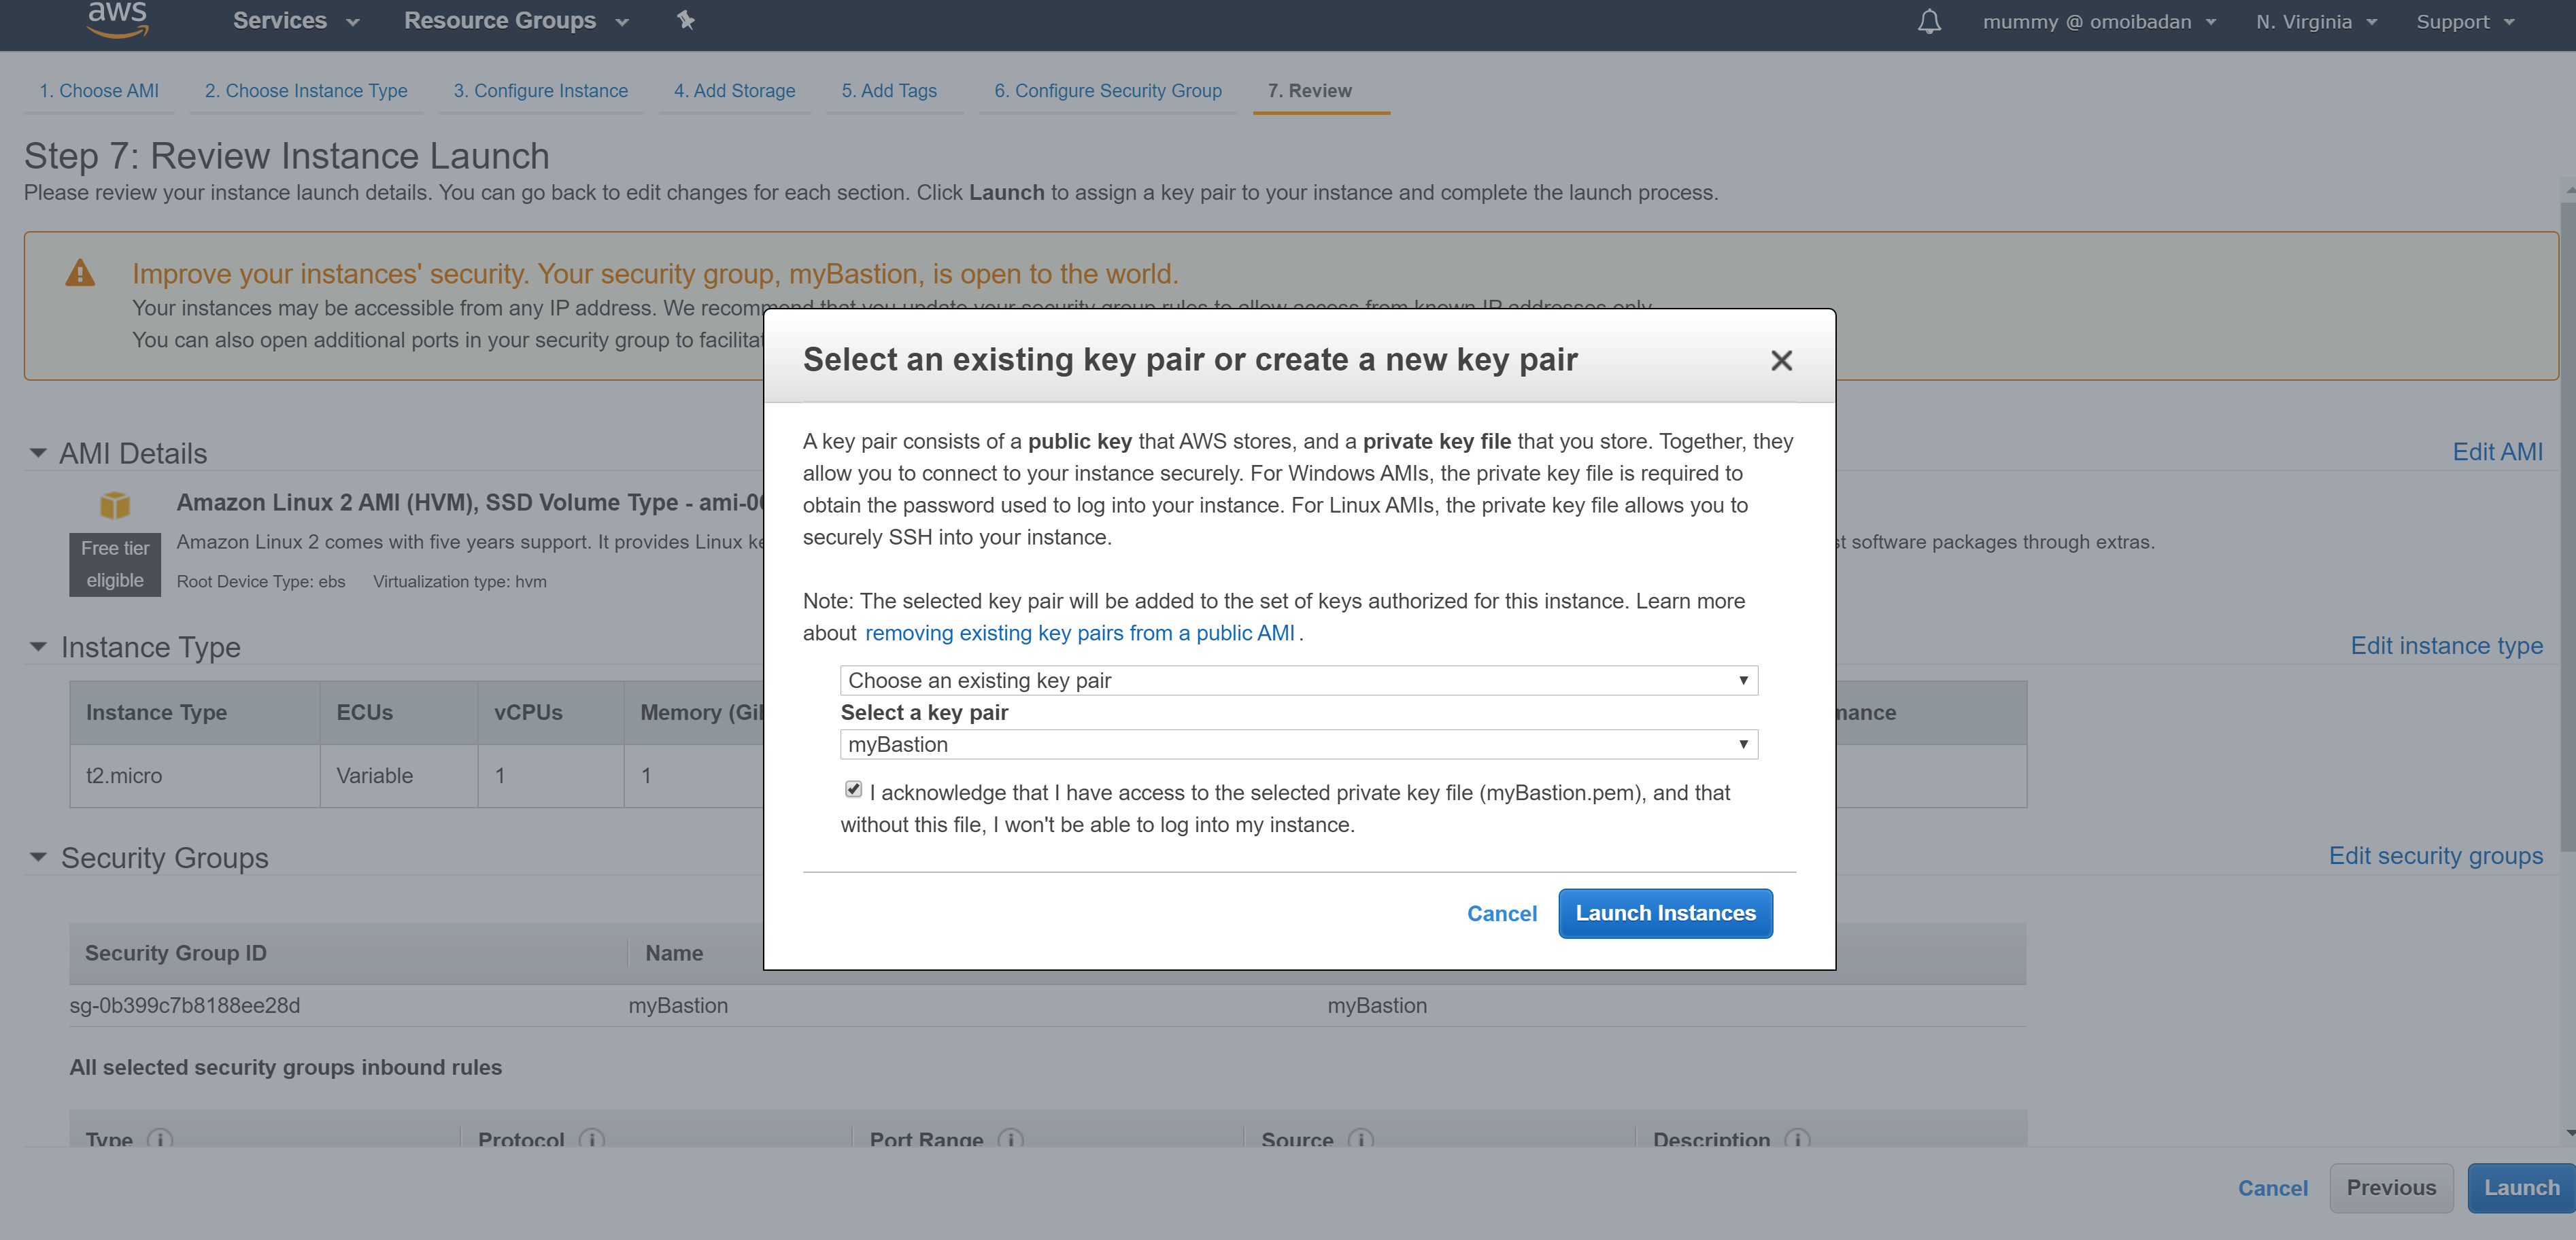 aws
Services
Resource Groups
mummy @ omoibadan
N. Virginia
Support
1. Choose AMI
2. Choose Instance Type
3. Configure Instance
4. Add Storage
5. Add Tags
6. Configure Security Group
7. Review
Step 7: Review Instance Launch
Please review your instance launch details. You can go back to edit changes for each section. Click Launch to assign a key pair to your instance and complete the launch process.
Improve your instances' security. Your security group, myBastion, is open to the world.
Your instances may be accessible from any IP address. We recommend that you update your security group rules to allow access from known IP addresses only.
You can also open additional ports in your security group to
Select an existing key pair or create a new key pair
A key pair consists of a public key that AWS stores, and a private key file that you store. Together, they
allow you to connect to your instance securely. For Windows AMIs, the private key file is required to
obtain the password used to log into your instance. For Linux AMIs, the private key file allows you to
securely SSH into your instance.
Note: The selected key pair will be added to the set of keys authorized for this instance. Learn more
about removing existing key pairs from a public AMI .
Choose an existing key pair
Select a key pair
myBastion
I acknowledge that I have access to the selected private key file (myBastion.pem), and that
without this file, I won't be able to log into my instance.
Cancel
Launch Instances
AMI Details
Edit AMI
Amazon Linux 2 AMI (HVM), SSD Volume Type -
Free tier
eligible
Amazon Linux 2 comes with five years support. It provides Linux
software packages through extras.
Root Device Type: ebs
Virtualization type: hvm
Instance Type
Edit instance type
Instance Type
ECUs
vCPUs
Memory
t2.micro
Variable
1
1
Security Groups
Edit security groups
Security Group ID
Name
sg-0b399c7b8188ee28d
myBastion
myBastion
All selected security groups inbound rules
Type
Protocol
Port Range
Source
Description
Cancel
Previous
Launch